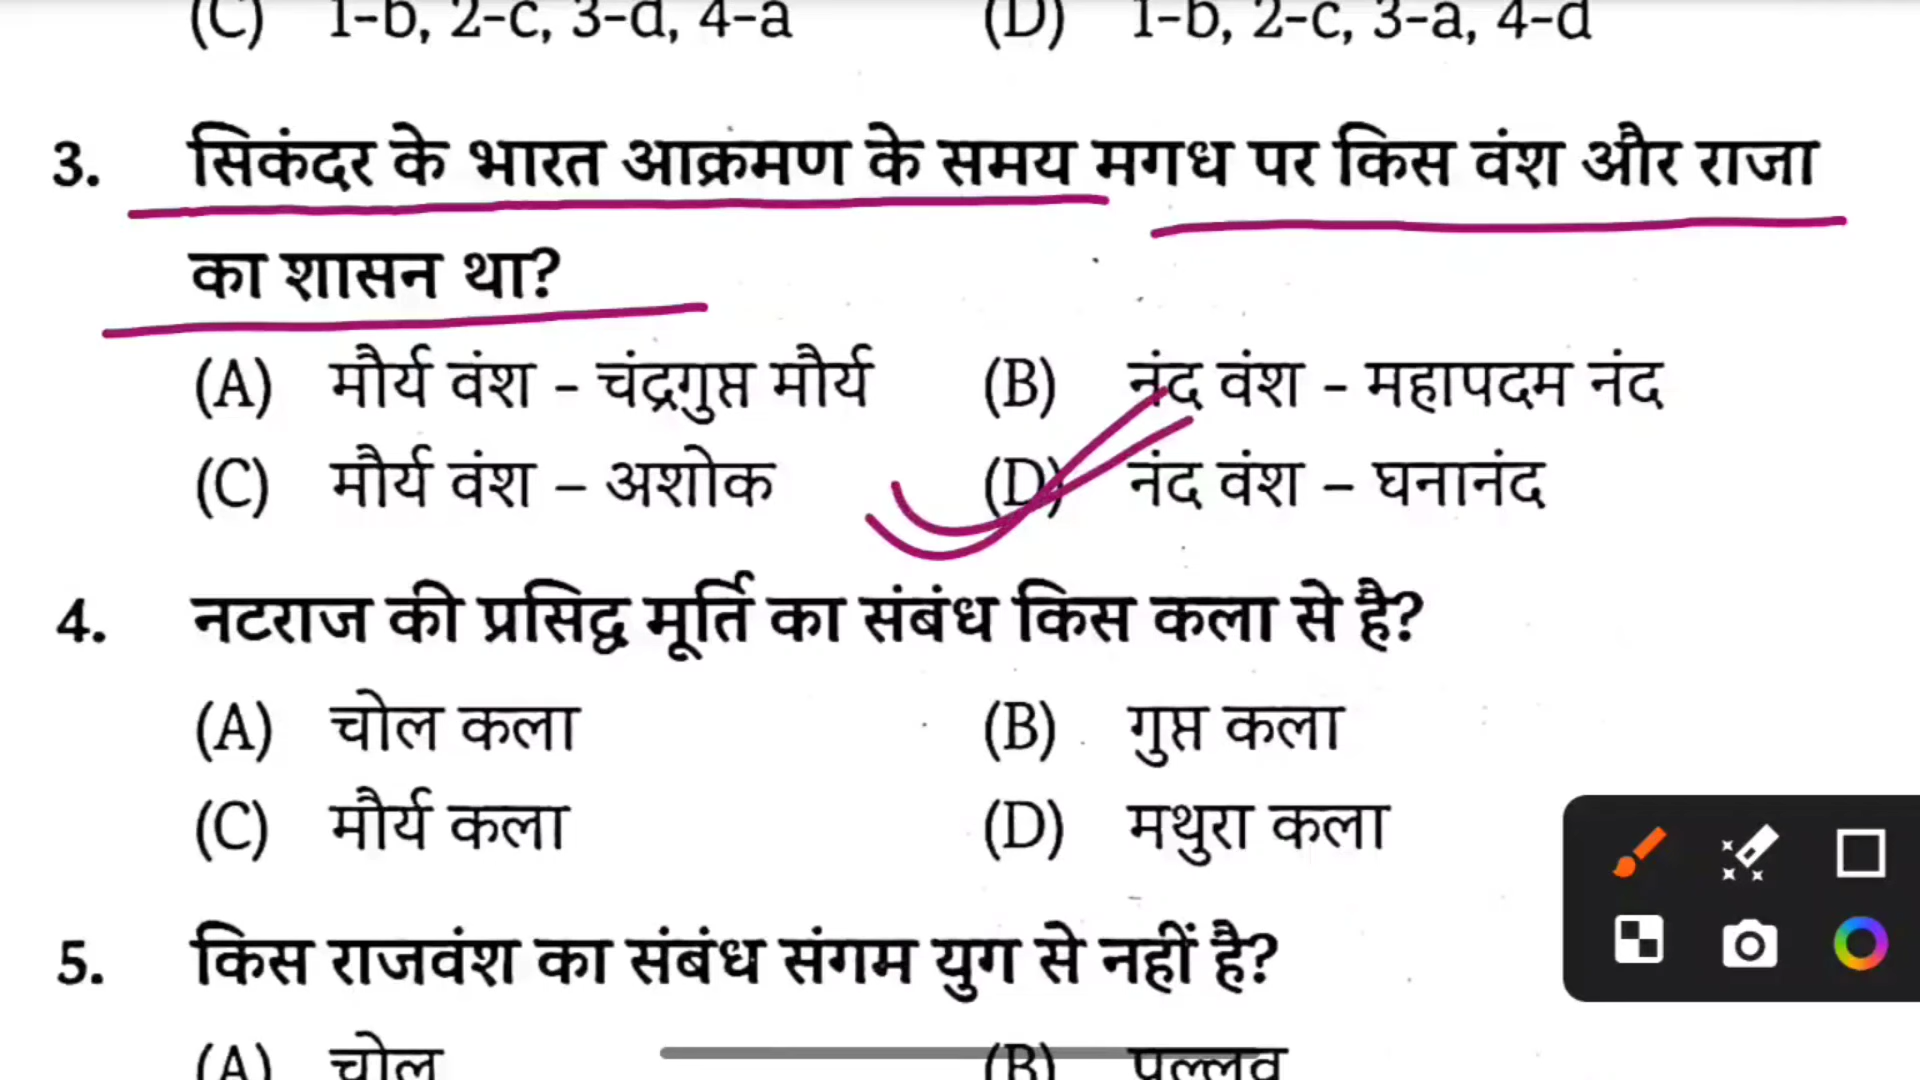 (C) 1-b, 2-c, 3-d, 4-a (D) 1-b, 2-c, 3-a, 4-d
3. सिकंदर के भारत आक्रमण के समय मगध पर किस वंश और राजा
का शासन था?
(A) मौर्य वंश - चंद्रगुप्त मौर्य (B) नंद वंश - महापदम नंद
(C) मौर्य वंश – अशोक (D) नंद वंश – घनानंद
4. नटराज की प्रसिद्व मूर्ति का संबंध किस कला से है?
(A) चोल कला (B) गुप्त कला
(C) मौर्य कला (D) मथुरा कला
5. किस राजवंश का संबंध संगम युग से नहीं है?
(A) चोल (B) पल्लव